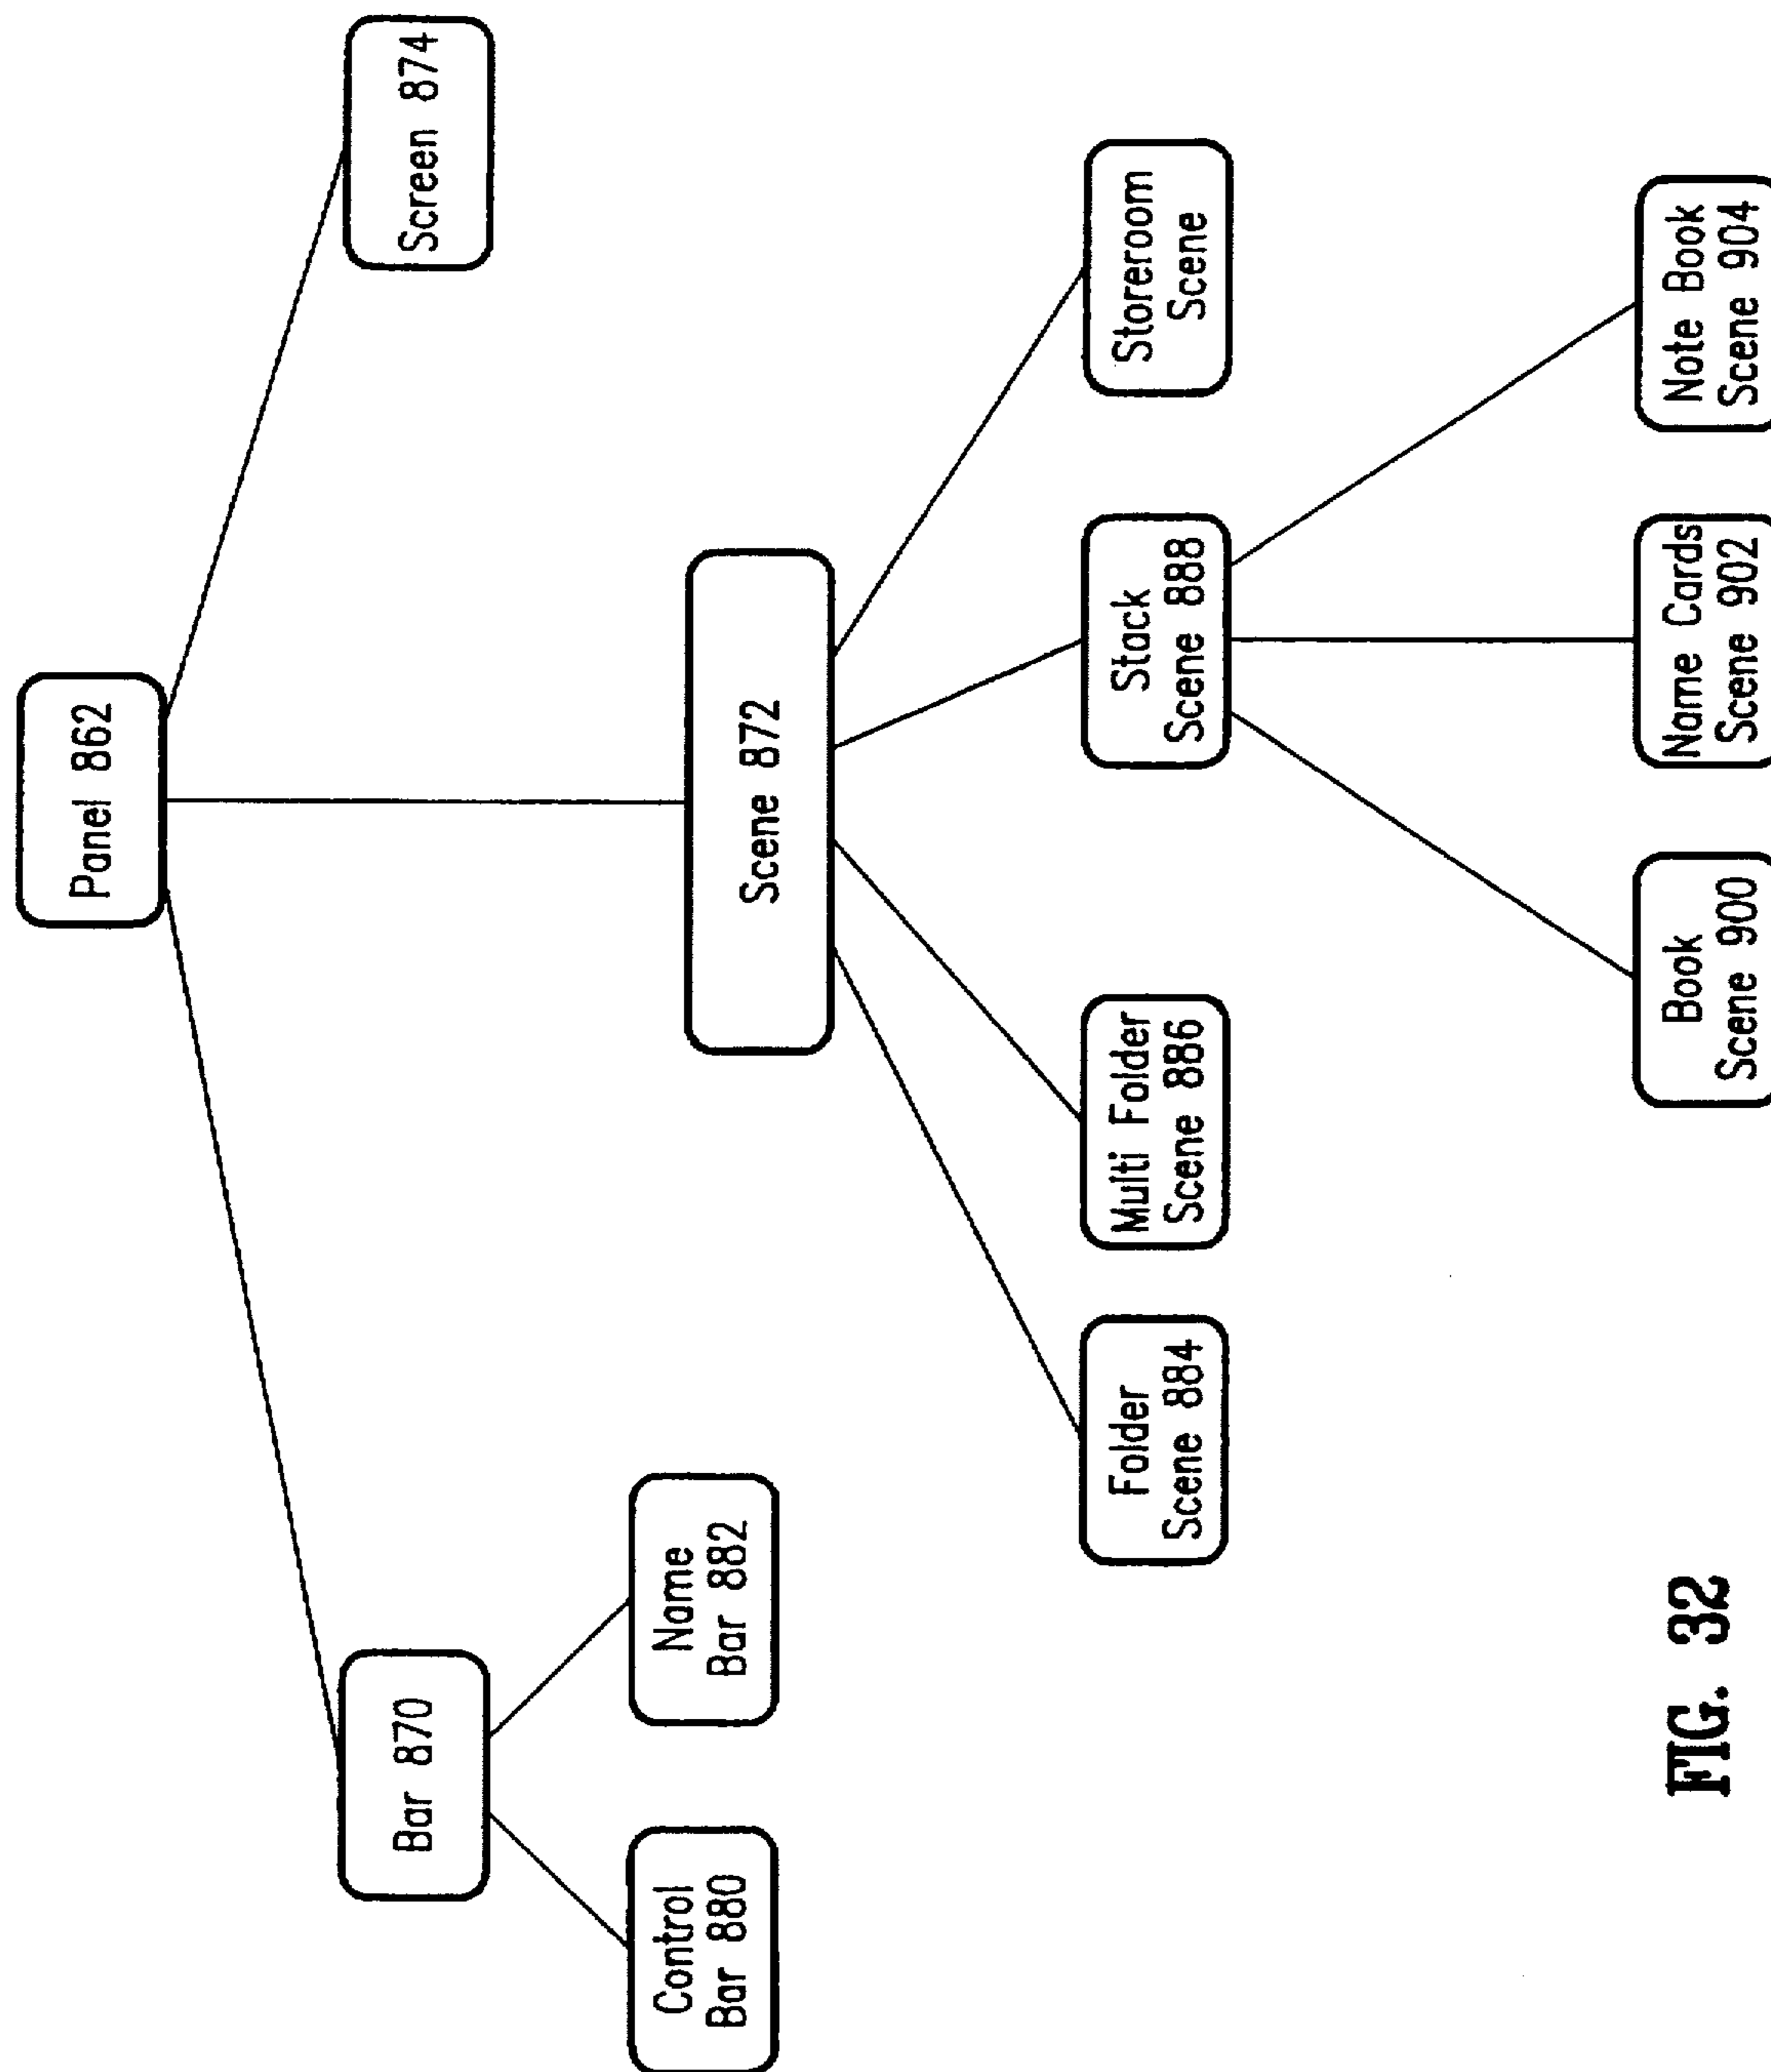 Panel 862
Bar 870
Screen 874
Control
Bar 880
Name
Bar 882
Scene 872
Folder
Scene 884
Multi Folder
Scene 886
Stack
Scene 888
Storeroom
Scene
Book
Scene 900
Name Cards
Scene 902
Note Book
Scene 904
FIG. 32